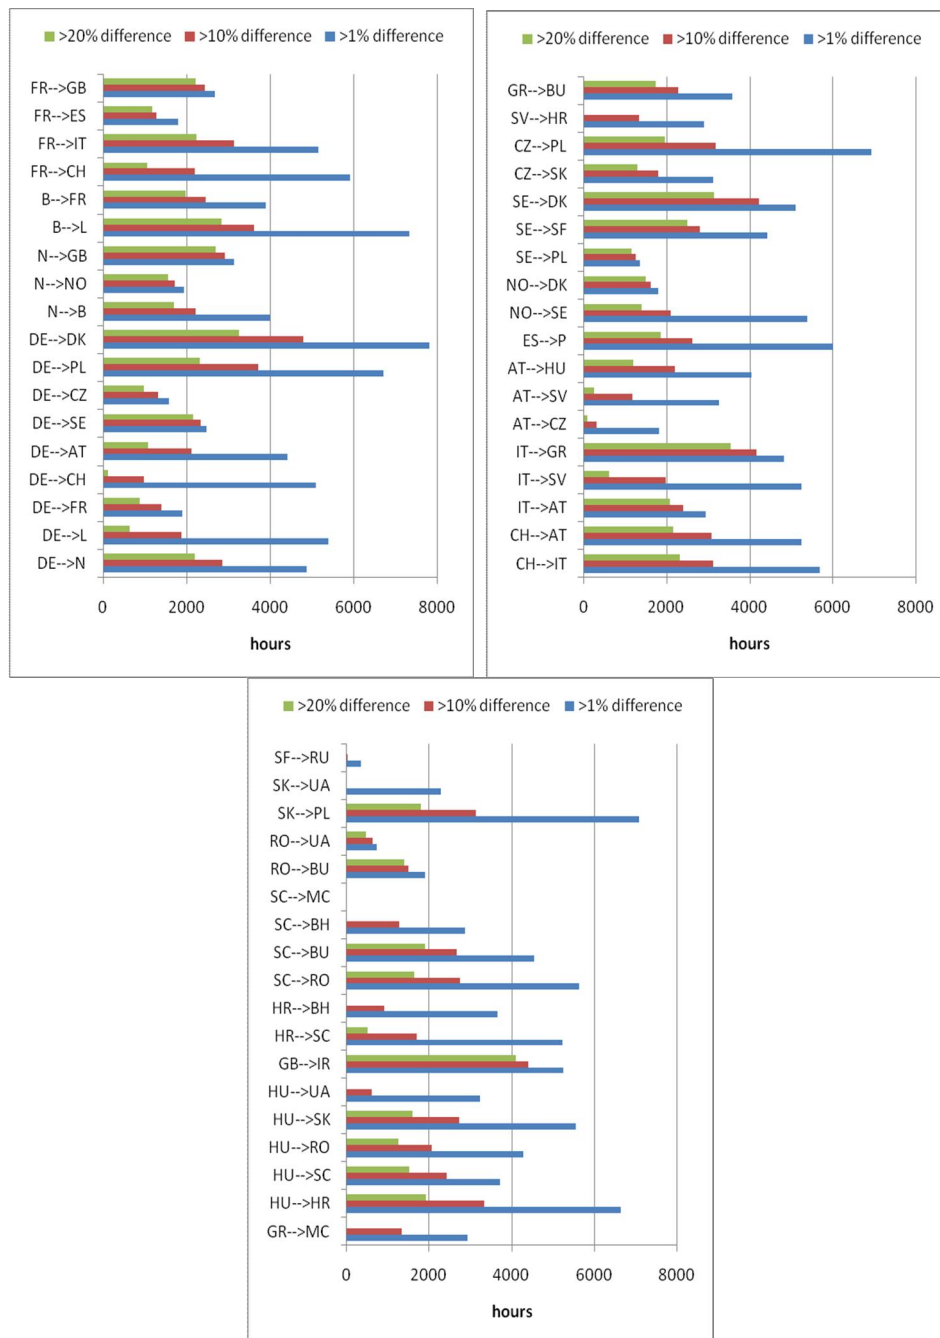 >20% difference >10% difference >1% difference
FR-->GB
FR-->ES
FR-->IT
FR-->CH
B-->FR
B-->L
N-->GB
N-->NO
N-->B
DE-->DK
DE-->PL
DE-->CZ
DE-->SE
DE-->AT
DE-->CH
DE-->FR
DE-->L
DE-->N
0 2000 4000 6000 8000
hours
>20% difference >10% difference >1% difference
GR-->BU
SV-->HR
CZ-->PL
CZ-->SK
SE-->DK
SE-->SF
SE-->PL
NO-->DK
NO-->SE
ES-->P
AT-->HU
AT-->SV
AT-->CZ
IT-->GR
IT-->SV
IT-->AT
CH-->AT
CH-->IT
0 2000 4000 6000 8000
hours
>20% difference >10% difference >1% difference
SF-->RU
SK-->UA
SK-->PL
RO-->UA
RO-->BU
SC-->MC
SC-->BH
SC-->BU
SC-->RO
HR-->BH
HR-->SC
GB-->IR
HU-->UA
HU-->SK
HU-->RO
HU-->SC
HU-->HR
GR-->MC
0 2000 4000 6000 8000
hours